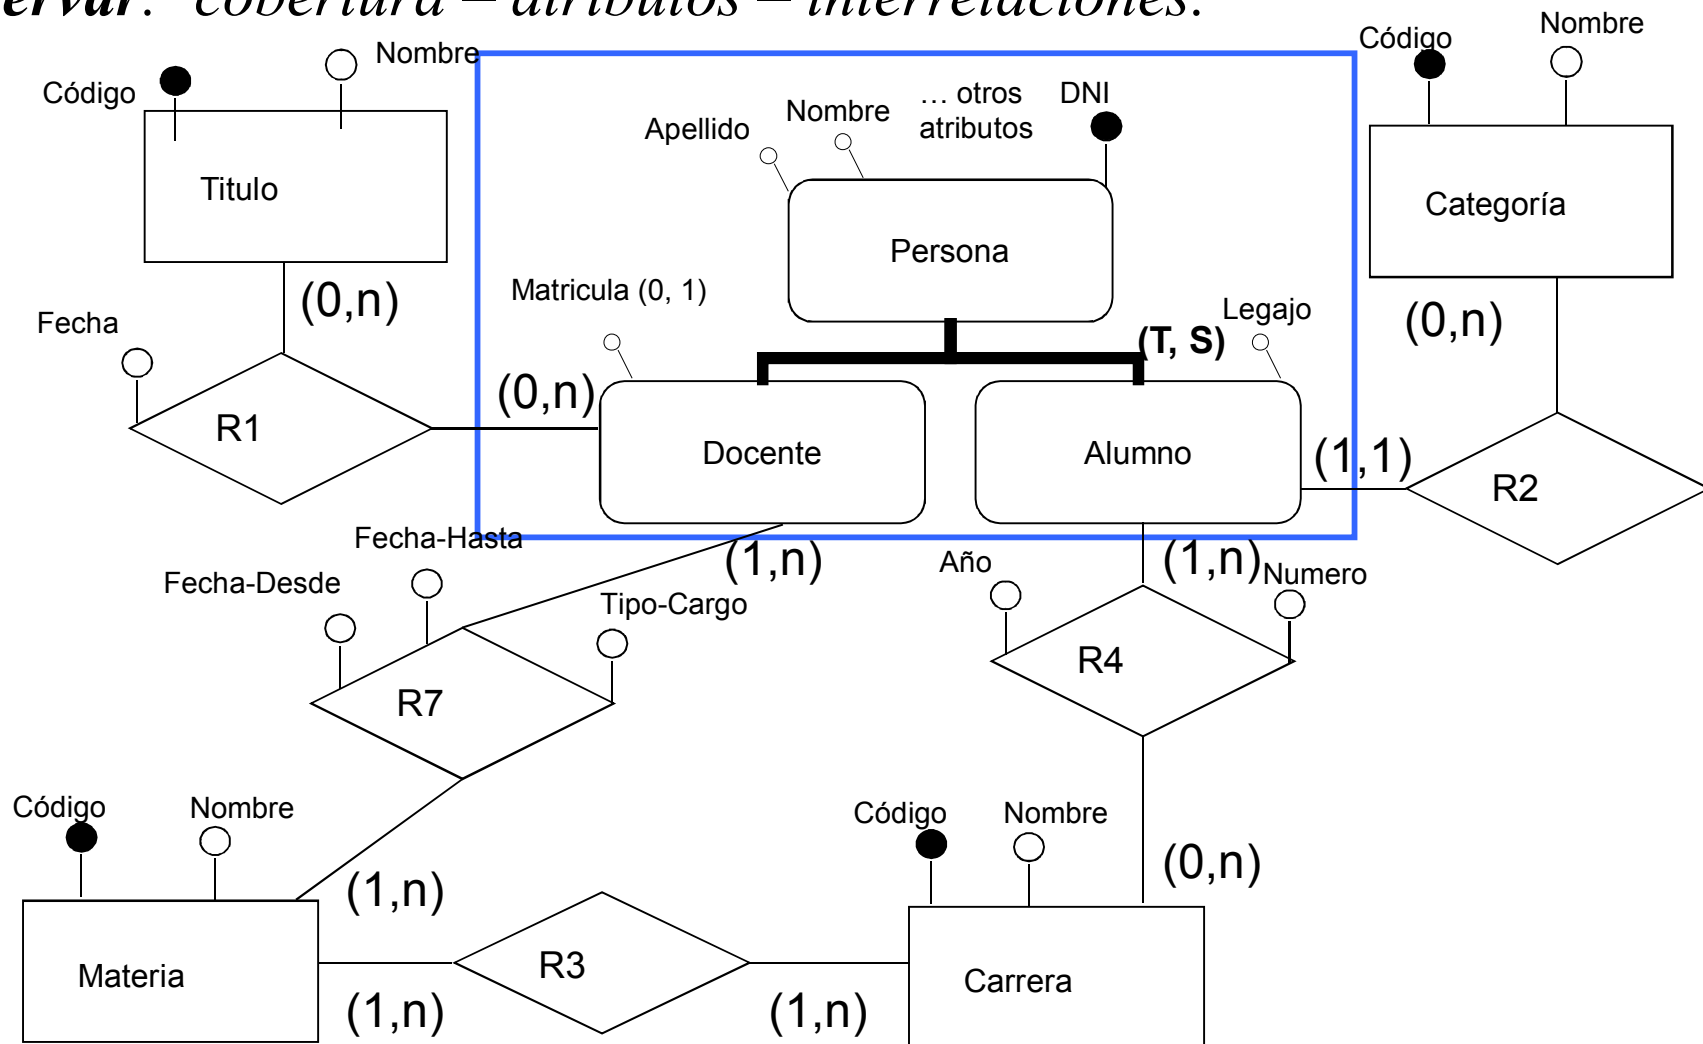 ervar: cobertura – atributos – interrelaciones.
Código
Nombre
Titulo
(0,n)
Fecha
R1
(0,n)
Apellido
Nombre
… otros
atributos
DNI
Persona
Matricula (0, 1)
(T, S)
Legajo
Docente
Alumno
Código
Nombre
Categoría
(0,n)
(1,1)
R2
Fecha-Hasta
(1,n)
Fecha-Desde
Tipo-Cargo
R7
Año
(1,n)
Numero
R4
Código
Nombre
(1,n)
Materia
(1,n)
R3
(1,n)
Código
Nombre
(0,n)
Carrera